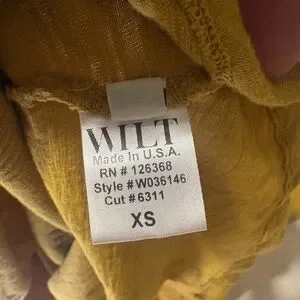 WILT
Made In U.S.A.
RN # 126368
Style #W036146
Cut #6311
XS